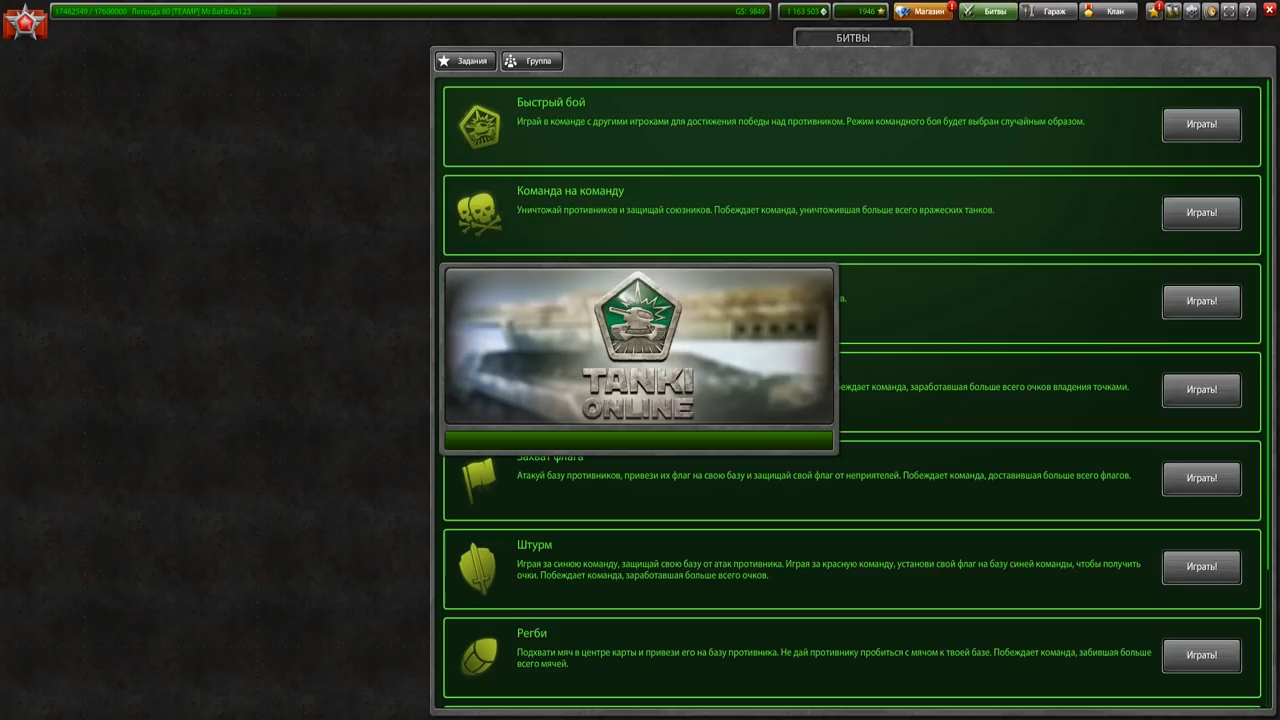 17462549 / 17600000 Легенда 80 [TEAMP] Mr.BaHbKa123
GS: 9849
1 163 503
1946
Магазин
Битвы
Гараж
Клан
БИТВЫ
Задания
Группа
Быстрый бой
Играй в команде с другими игроками для достижения победы над противником. Режим командного боя будет выбран случайным образом.
Играть!
Команда на команду
Уничтожай противников и защищай союзников. Побеждает команда, уничтожившая больше всего вражеских танков.
Играть!
в.
Играть!
TANKI
ONLINE
еждает команда, заработавшая больше всего очков владения точками.
Играть!
Захват флага
Атакуй базу противников, привези их флаг на свою базу и защищай свой флаг от неприятелей. Побеждает команда, доставившая больше всего флагов.
Играть!
Штурм
Играя за синюю команду, защищай свою базу от атак противника. Играя за красную команду, установи свой флаг на базу синей команды, чтобы получить
очки. Побеждает команда, заработавшая больше всего очков.
Играть!
Регби
Подхвати мяч в центре карты и привези его на базу противника. Не дай противнику пробиться с мячом к твоей базе. Побеждает команда, забившая больше
всего мячей.
Играть!